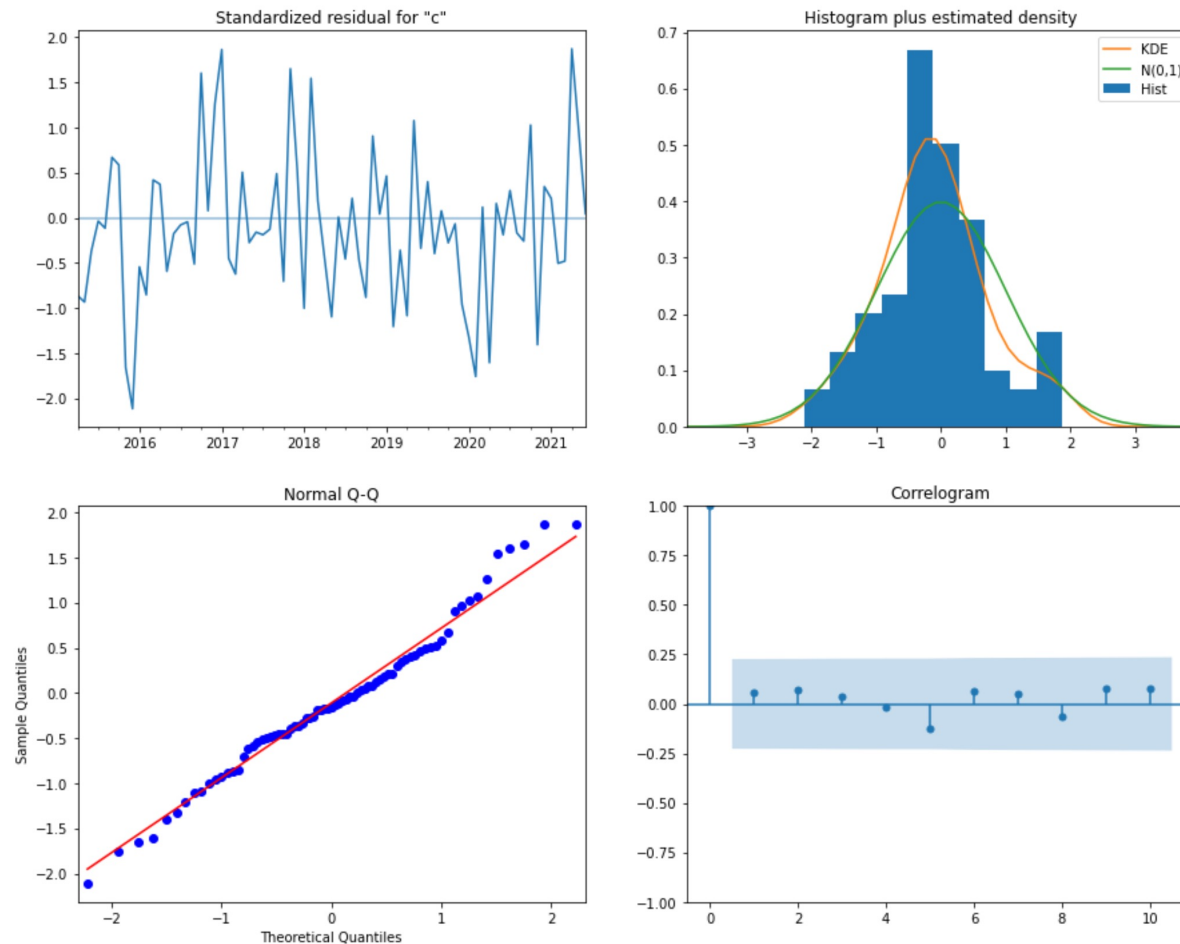 Standardized residual for "c"
2.0
1.5
1.0
0.5
0.0
−0.5
−1.0
−1.5
−2.0
2016 2017 2018 2019 2020 2021
Histogram plus estimated density
0.7
0.6
0.5
0.4
0.3
0.2
0.1
0.0
KDE
N(0,1)
Hist
−3 −2 −1 0 1 2 3
Normal Q-Q
Sample Quantiles
2.0
1.5
1.0
0.5
0.0
−0.5
−1.0
−1.5
−2.0
−2 −1 0 1 2
Theoretical Quantiles
Correlogram
1.00
0.75
0.50
0.25
0.00
−0.25
−0.50
−0.75
−1.00
0 2 4 6 8 10